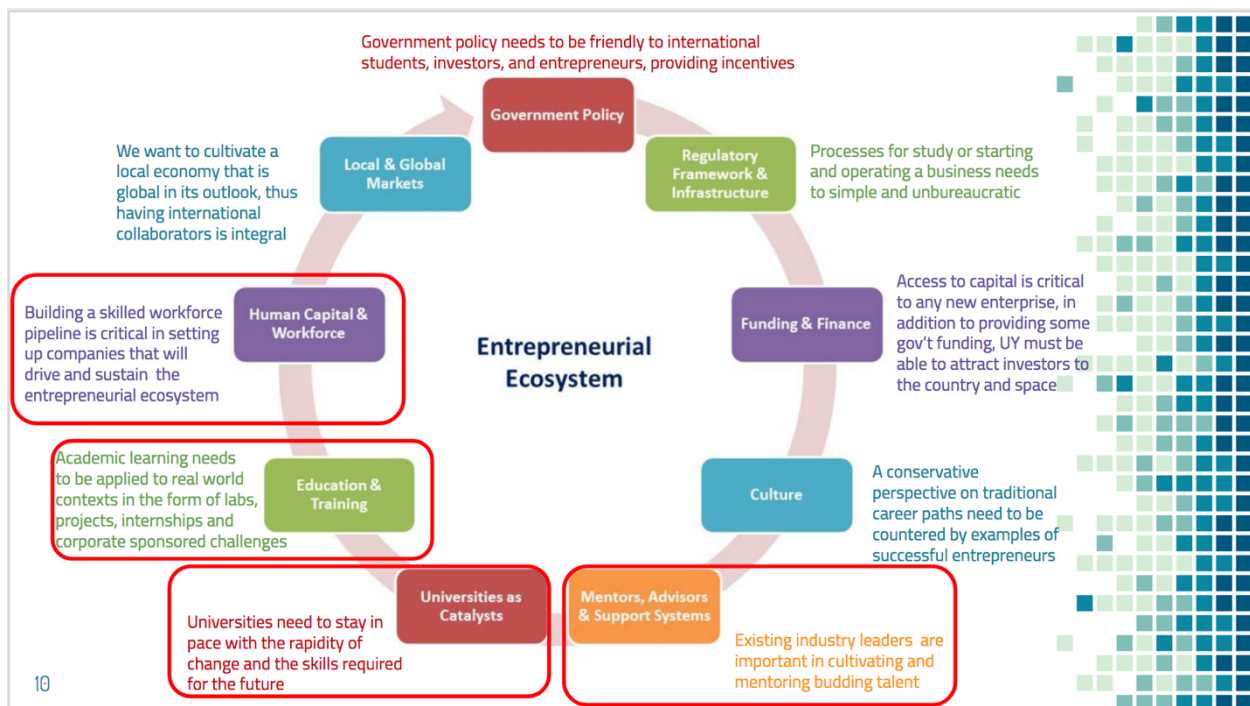 Government policy needs to be friendly to international
students, investors, and entrepreneurs, providing incentives
Government Policy
Regulatory
Framework &
Infrastructure
Processes for study or starting
and operating a business needs
to simple and unbureaucratic
Funding & Finance
Access to capital is critical
to any new enterprise, in
addition to providing some
gov't funding, UY must be
able to attract investors to
the country and space
Culture
A conservative
perspective on traditional
career paths need to be
countered by examples of
successful entrepreneurs
Mentors, Advisors
& Support Systems
Existing industry leaders are
important in cultivating and
mentoring budding talent
Universities as
Catalysts
Universities need to stay in
pace with the rapidity of
change and the skills required
for the future
Education &
Training
Academic learning needs
to be applied to real world
contexts in the form of labs,
projects, internships and
corporate sponsored challenges
Human Capital &
Workforce
Building a skilled workforce
pipeline is critical in setting
up companies that will
drive and sustain the
entrepreneurial ecosystem
Local & Global
Markets
We want to cultivate a
local economy that is
global in its outlook, thus
having international
collaborators is integral
Entrepreneurial
Ecosystem
10